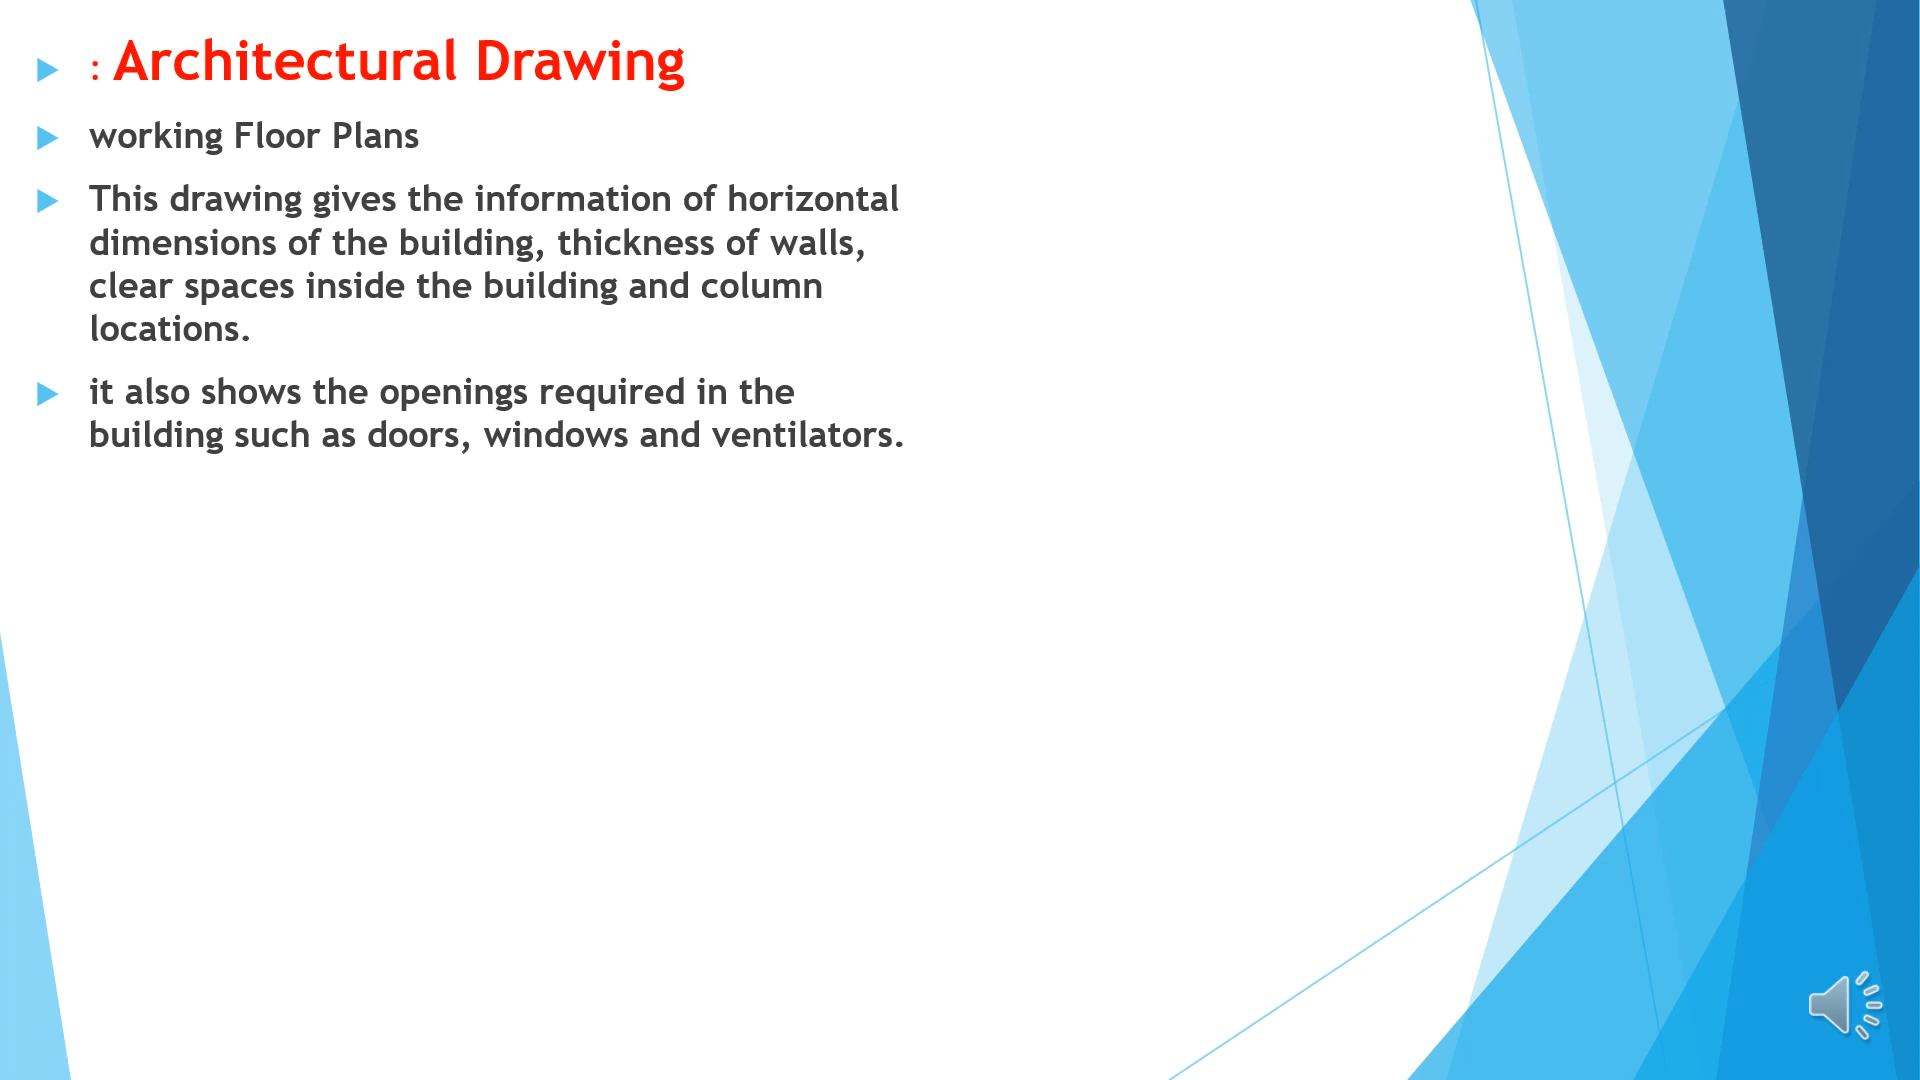 : Architectural Drawing
working Floor Plans
This drawing gives the information of horizontal
dimensions of the building, thickness of walls,
clear spaces inside the building and column
locations.
it also shows the openings required in the
building such as doors, windows and ventilators.